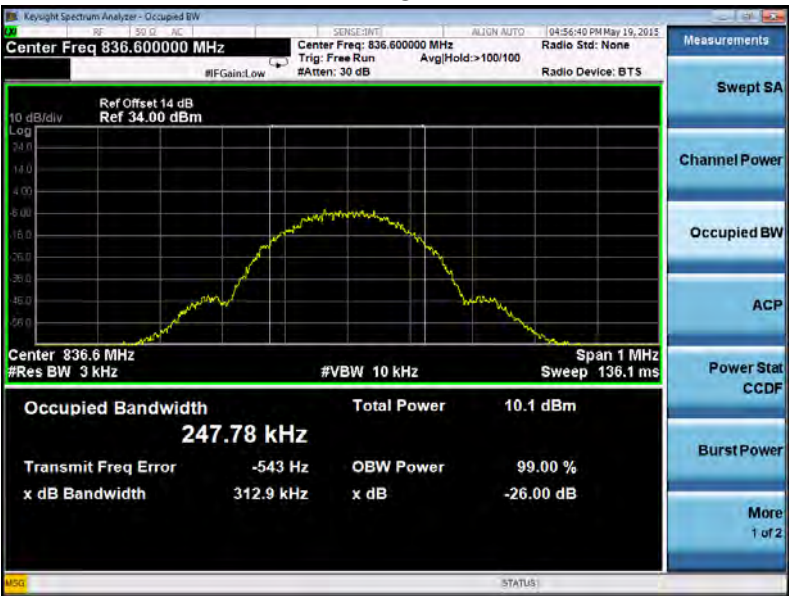 Keysight Spectrum Analyzer - Occupied BW
RF 50 Ω AC SENSE:INT ALIGN AUTO 04:56:40 PM May 19, 2015
Center Freq 836.600000 MHz
Center Freq: 836.600000 MHz
Radio Std: None
Trig: Free Run Avg|Hold:>100/100
#IFGain:Low
#Atten: 30 dB
Radio Device: BTS
Ref Offset 14 dB
10 dB/div Ref 34.00 dBm
Log
24.0
14.0
4.00
-6.00
-16.0
-26.0
-36.0
-46.0
-56.0
Center 836.6 MHz
Span 1 MHz
#Res BW 3 kHz
#VBW 10 kHz
Sweep 136.1 ms
Occupied Bandwidth
Total Power 10.1 dBm
247.78 kHz
Transmit Freq Error -543 Hz
OBW Power 99.00 %
x dB Bandwidth 312.9 kHz
x dB -26.00 dB
Measurements
Swept SA
Channel Power
Occupied BW
ACP
Power Stat
CCDF
Burst Power
More
1 of 2
MSG
STATUS